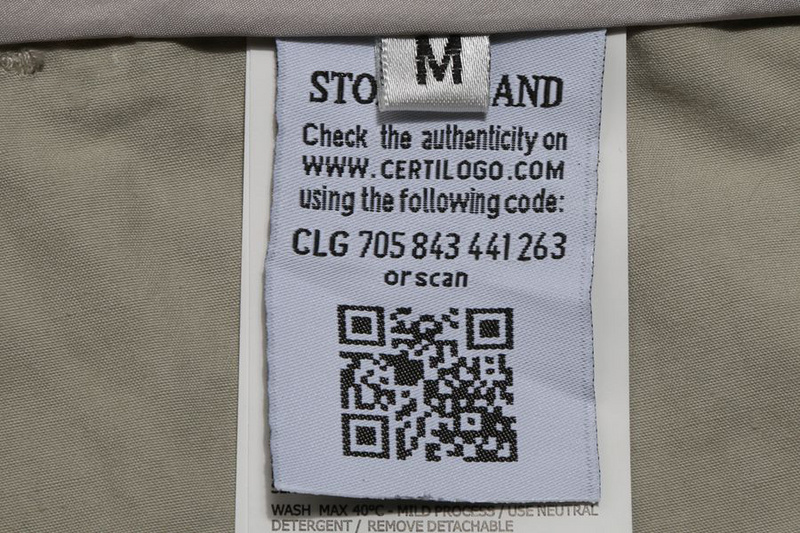 M
STO AND
Check the authenticity on
WWW.CERTILOGO.COM
using the following code:
CLG 705 843 441 263
or scan
WASH MAX 40°C - MILD PROCESS / USE NEUTRAL
DETERGENT / REMOVE DETACHABLE